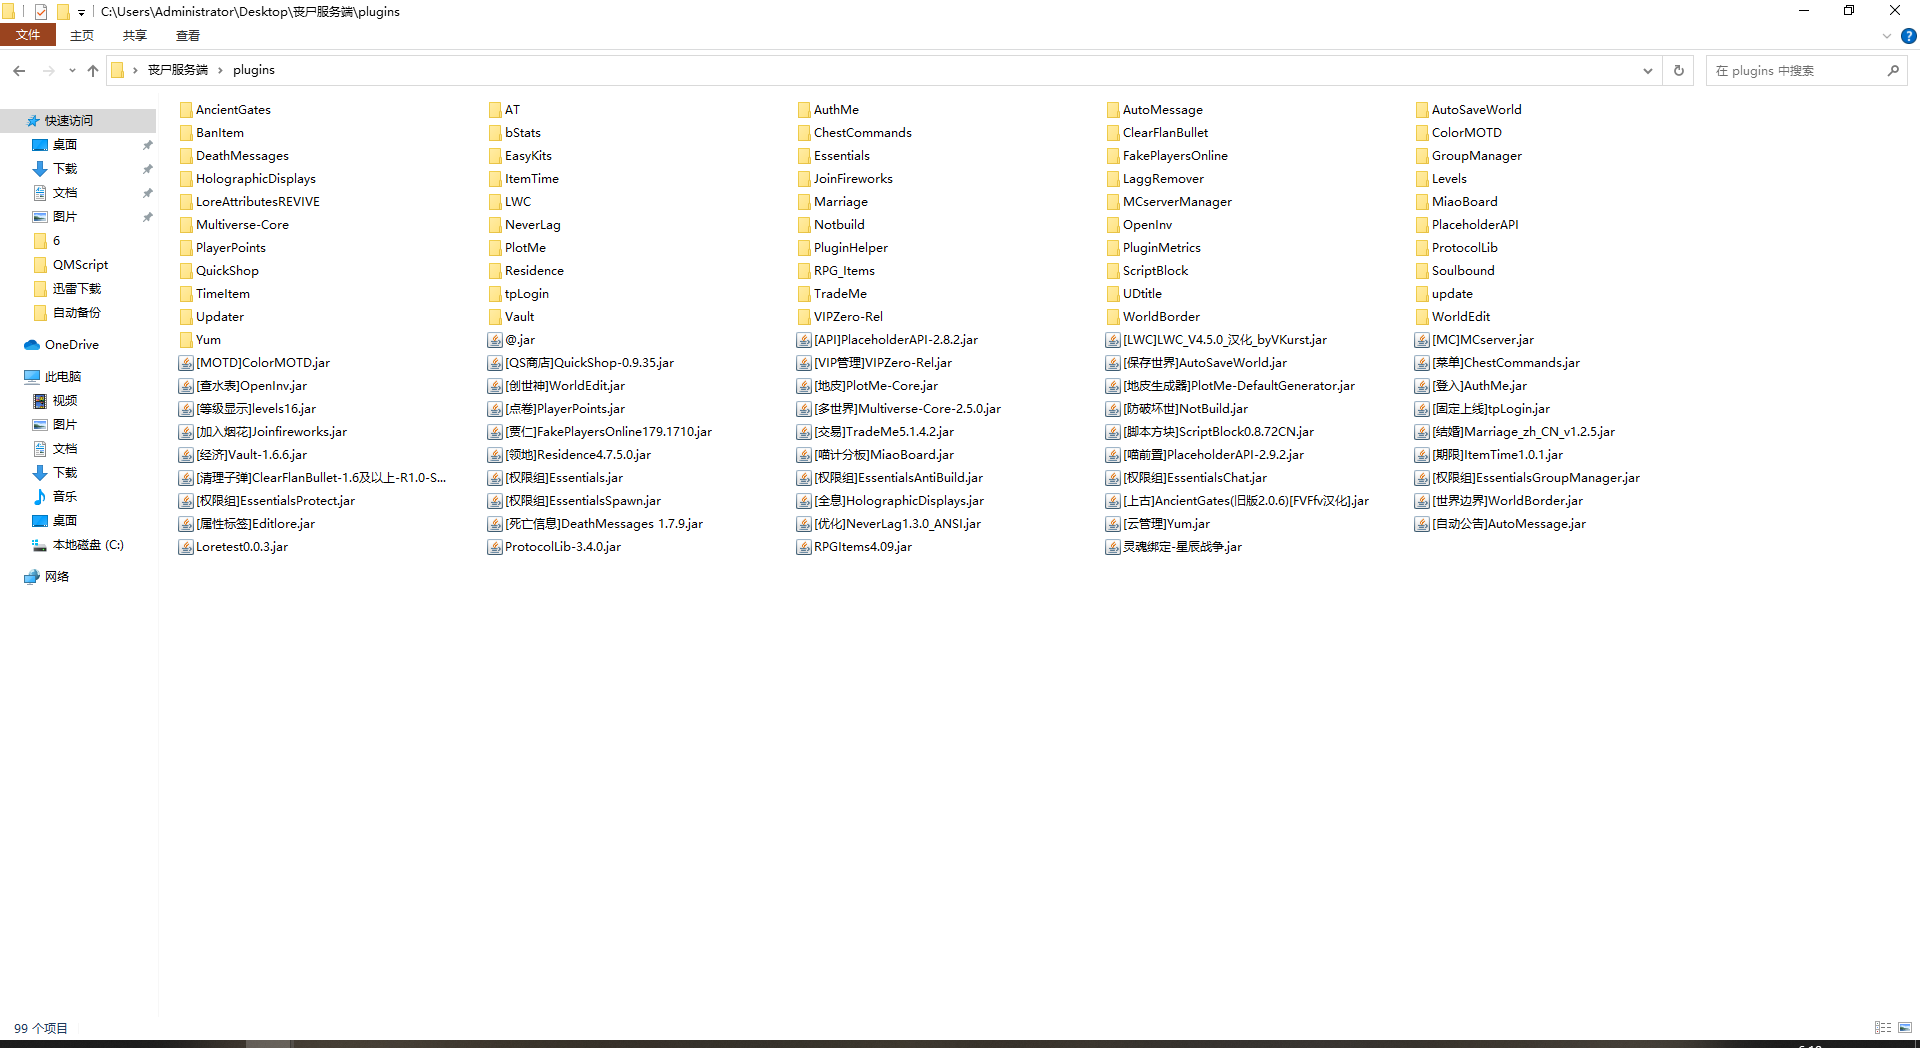 C:\Users\Administrator\Desktop\丧尸服务端\plugins
文件 主页 共享 查看
丧尸服务端 plugins
在 plugins 中搜索
快速访问
桌面
下载
文档
图片
6
QMScript
迅雷下载
自动备份
OneDrive
此电脑
视频
图片
文档
下载
音乐
桌面
本地磁盘 (C:)
网络
AncientGates AT AuthMe AutoMessage AutoSaveWorld
BanItem bStats ChestCommands ClearFlanBullet ColorMOTD
DeathMessages EasyKits Essentials FakePlayersOnline GroupManager
HolographicDisplays ItemTime JoinFireworks LaggRemover Levels
LoreAttributesREVIVE LWC Marriage MCserverManager MiaoBoard
Multiverse-Core NeverLag Notbuild OpenInv PlaceholderAPI
PlayerPoints PlotMe PluginHelper PluginMetrics ProtocolLib
QuickShop Residence RPG_Items ScriptBlock Soulbound
TimeItem tpLogin TradeMe UDtitle update
Updater Vault VIPZero-Rel WorldBorder WorldEdit
Yum @.jar [API]PlaceholderAPI-2.8.2.jar [LWC]LWC_V4.5.0_汉化_byVKurst.jar [MC]MCserver.jar
[MOTD]ColorMOTD.jar [QS商店]QuickShop-0.9.35.jar [VIP管理]VIPZero-Rel.jar [保存世界]AutoSaveWorld.jar [菜单]ChestCommands.jar
[查水表]OpenInv.jar [创世神]WorldEdit.jar [地皮]PlotMe-Core.jar [地皮生成器]PlotMe-DefaultGenerator.jar [登入]AuthMe.jar
[等级显示]levels16.jar [点卷]PlayerPoints.jar [多世界]Multiverse-Core-2.5.0.jar [防破坏世]NotBuild.jar [固定上线]tpLogin.jar
[加入烟花]Joinfireworks.jar [贾仁]FakePlayersOnline179.1710.jar [交易]TradeMe5.1.4.2.jar [脚本方块]ScriptBlock0.8.72CN.jar [结婚]Marriage_zh_CN_v1.2.5.jar
[经济]Vault-1.6.6.jar [领地]Residence4.7.5.0.jar [喵计分板]MiaoBoard.jar [喵前置]PlaceholderAPI-2.9.2.jar [期限]ItemTime1.0.1.jar
[清理子弹]ClearFlanBullet-1.6及以上-R1.0-S... [权限组]Essentials.jar [权限组]EssentialsAntiBuild.jar [权限组]EssentialsChat.jar [权限组]EssentialsGroupManager.jar
[权限组]EssentialsProtect.jar [权限组]EssentialsSpawn.jar [全息]HolographicDisplays.jar [上古]AncientGates(旧版2.0.6)[FVFfv汉化].jar [世界边界]WorldBorder.jar
[属性标签]Editlore.jar [死亡信息]DeathMessages 1.7.9.jar [优化]NeverLag1.3.0_ANSI.jar [云管理]Yum.jar [自动公告]AutoMessage.jar
Loretest0.0.3.jar ProtocolLib-3.4.0.jar RPGItems4.09.jar 灵魂绑定-星辰战争.jar
99 个项目